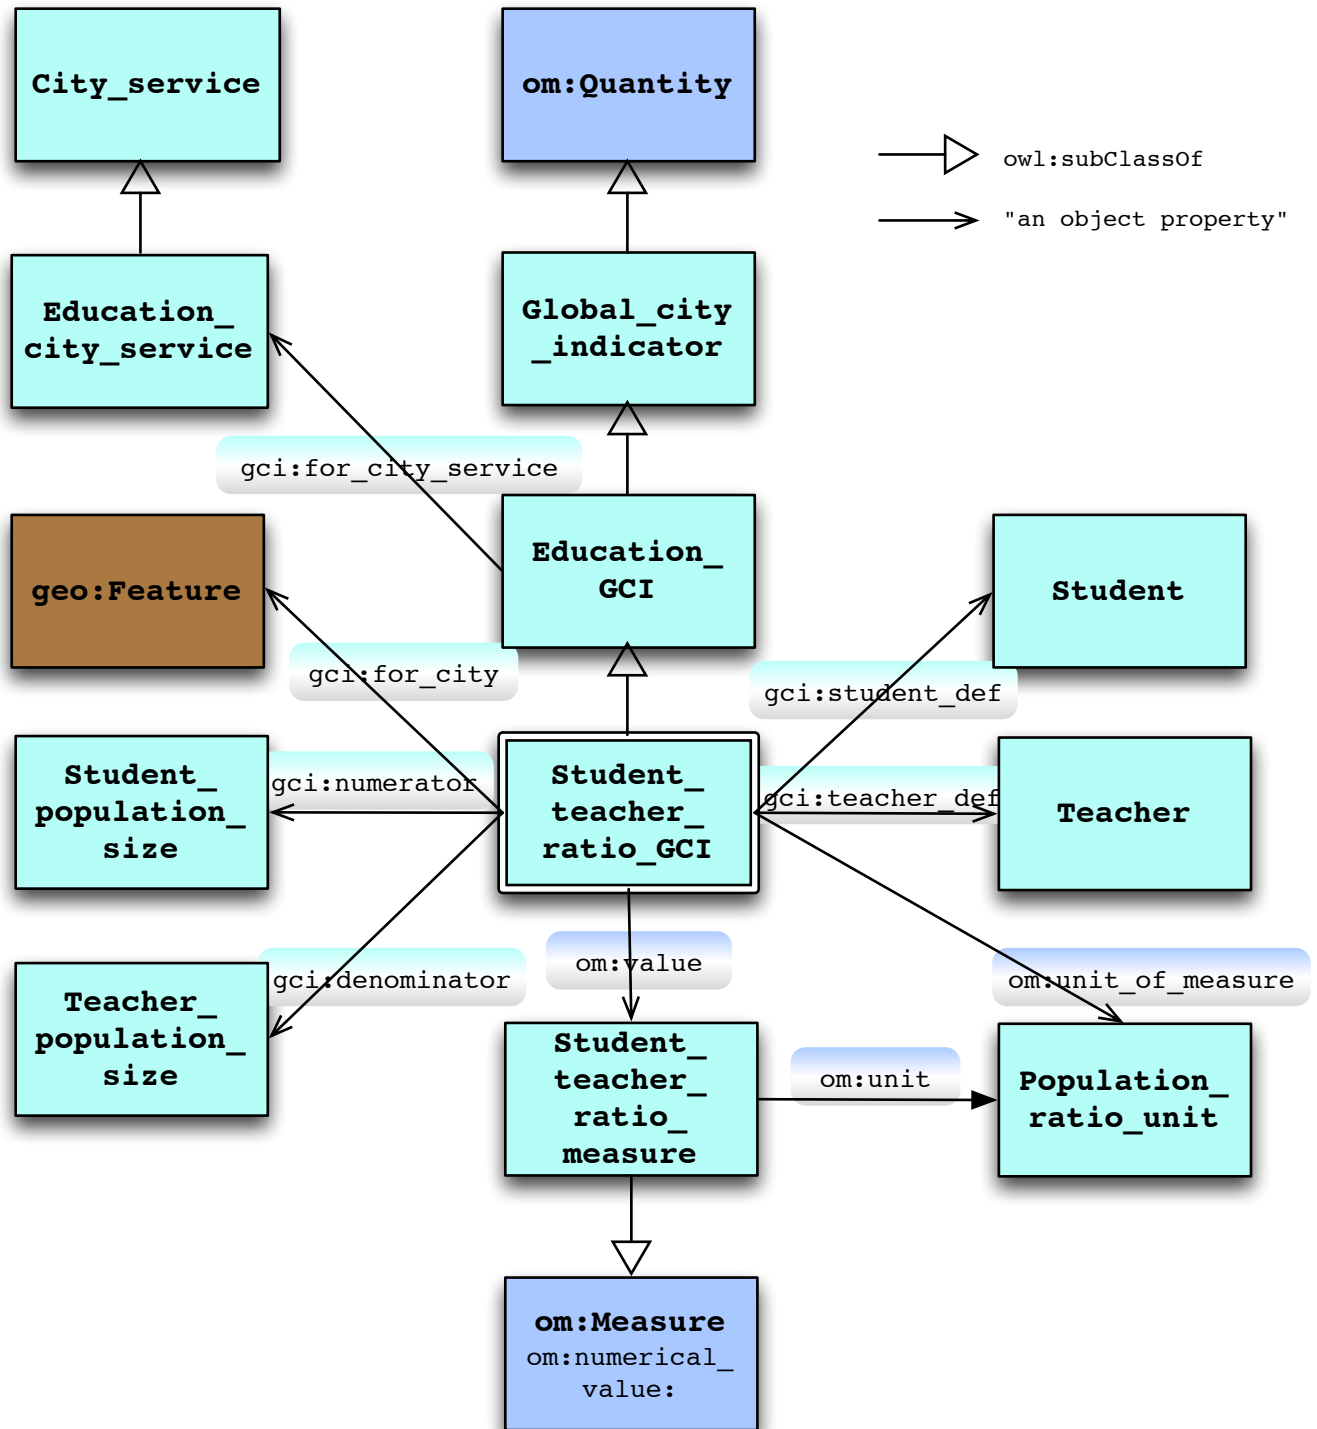 City_service
om:Quantity
owl:subClassOf
"an object property"
Education_
city_service
Global_city
_indicator
gci:for_city_service
geo:Feature
Education_
GCI
Student
gci:for_city
gci:student_def
Student_
population_
size
gci:numerator
Student_
teacher_
ratio_GCI
gci:teacher_def
Teacher
Teacher_
population_
size
gci:denominator
om:value
om:unit_of_measure
Student_
teacher_
ratio_
measure
om:unit
Population_
ratio_unit
om:Measure
om:numerical_
value: